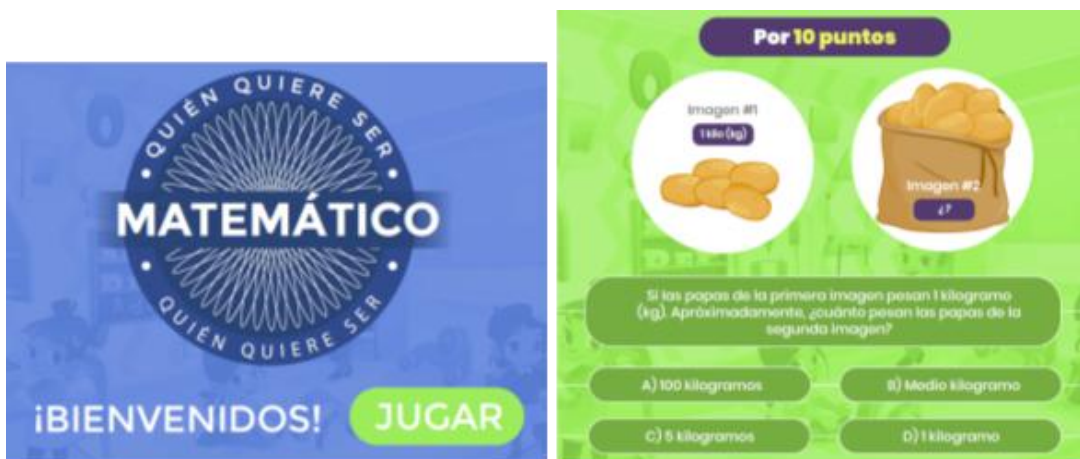 QUIÉN QUIERE SER
MATEMÁTICO
QUIÉN QUIERE SER
¡BIENVENIDOS!
JUGAR
Por 10 puntos
Imagen #1
1 kilo (kg)
Imagen #2
¿?
Si las papas de la primera imagen pesan 1 kilogramo
(kg). Apróximadamente, ¿cuánto pesan las papas de la
segunda imagen?
A) 100 kilogramos
B) Medio kilogramo
C) 5 kilogramos
D) 1 kilogramo